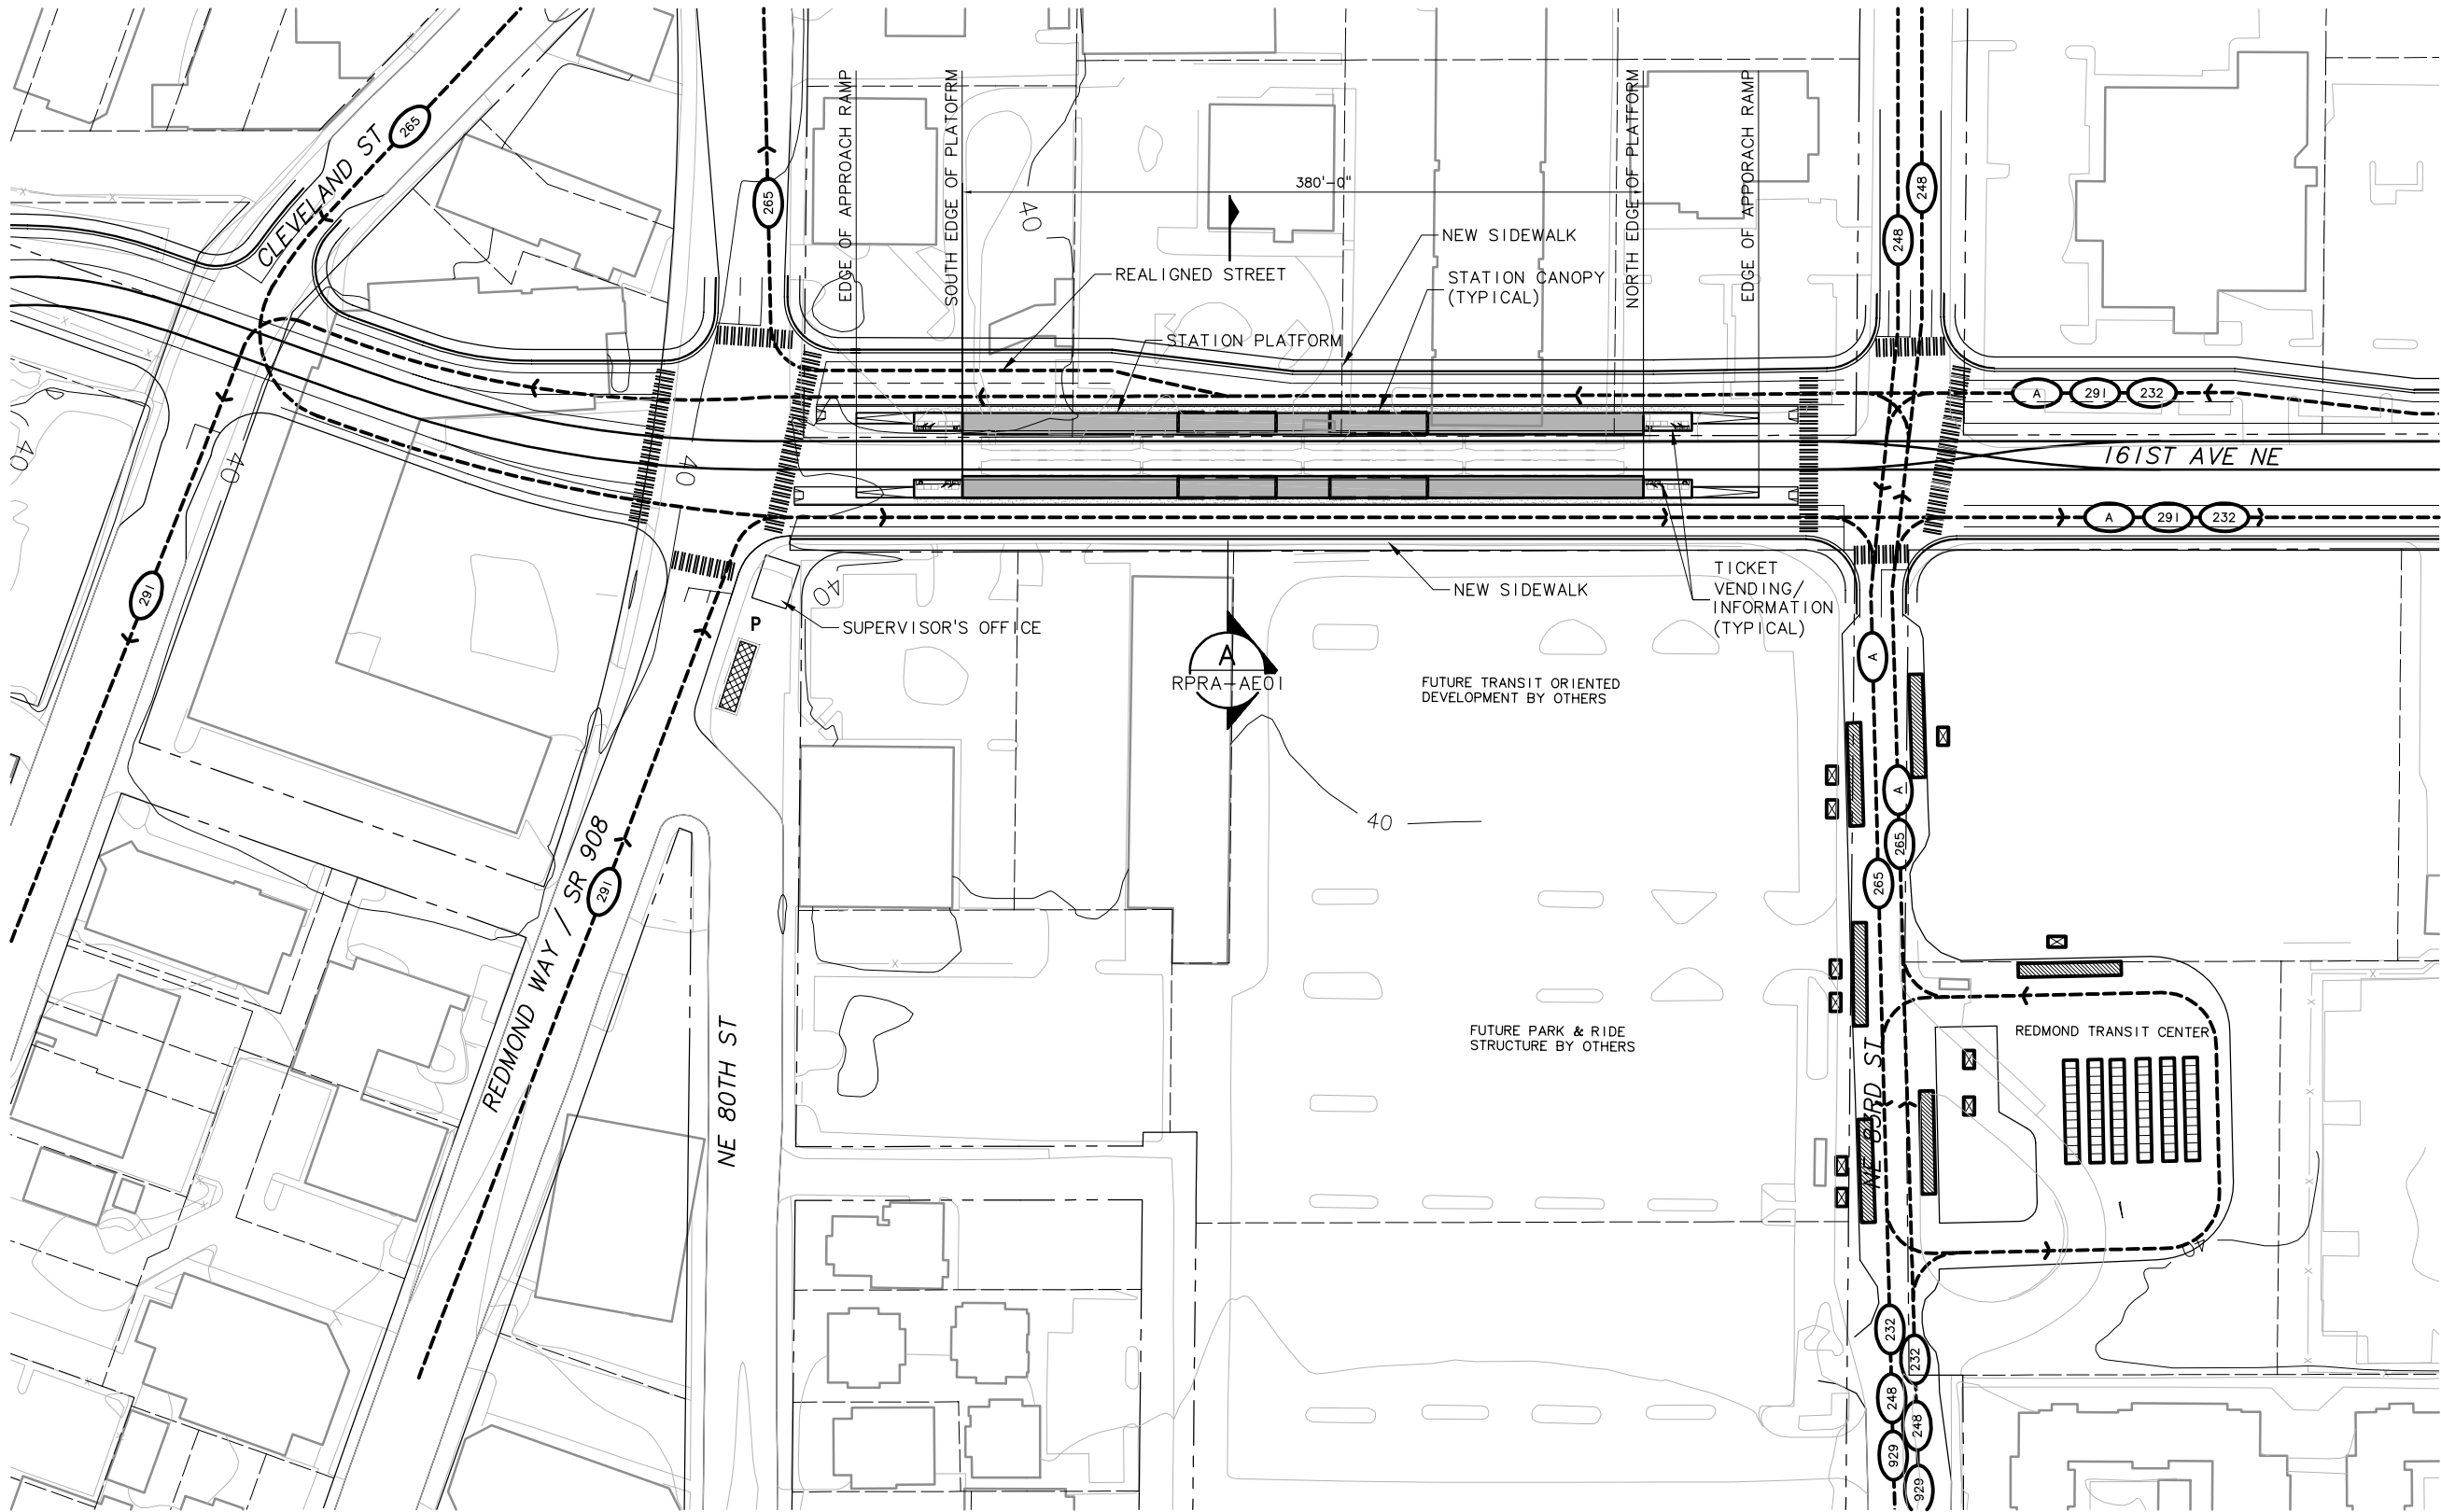 CLEVELAND ST
265
265
EDGE OF APPROACH RAMP
SOUTH EDGE OF PLATOFRM
40
380'-0"
NORTH EDGE OF PLATFORM
EDGE OF APPORACH RAMP
248
248
NEW SIDEWALK
REALIGNED STREET
STATION CANOPY
(TYPICAL)
STATION PLATFORM
A
291
232
161ST AVE NE
A
291
232
40
40
40
40
291
P
SUPERVISOR'S OFFICE
NEW SIDEWALK
TICKET
VENDING/
INFORMATION
(TYPICAL)
A
RPRA-AE01
FUTURE TRANSIT ORIENTED
DEVELOPMENT BY OTHERS
A
A
40
265
265
REDMOND WAY / SR 908
291
NE 80TH ST
FUTURE PARK & RIDE
STRUCTURE BY OTHERS
NE 83RD ST
REDMOND TRANSIT CENTER
40
232
232
248
248
929
929